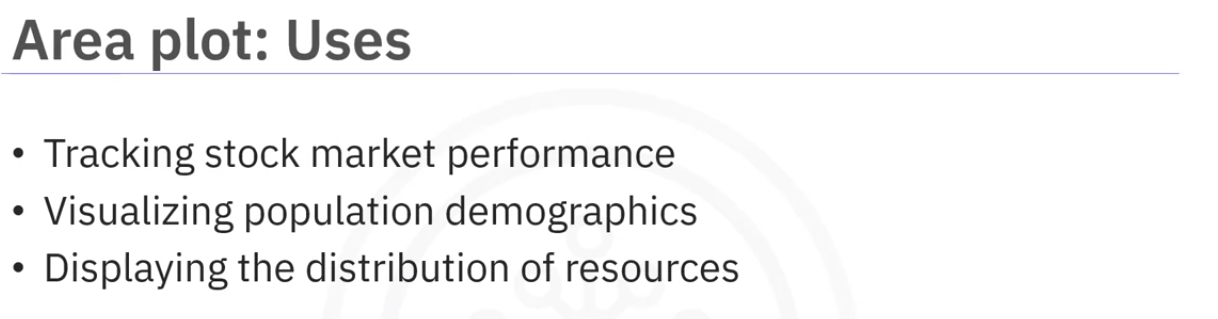 Area plot: Uses
• Tracking stock market performance
• Visualizing population demographics
• Displaying the distribution of resources